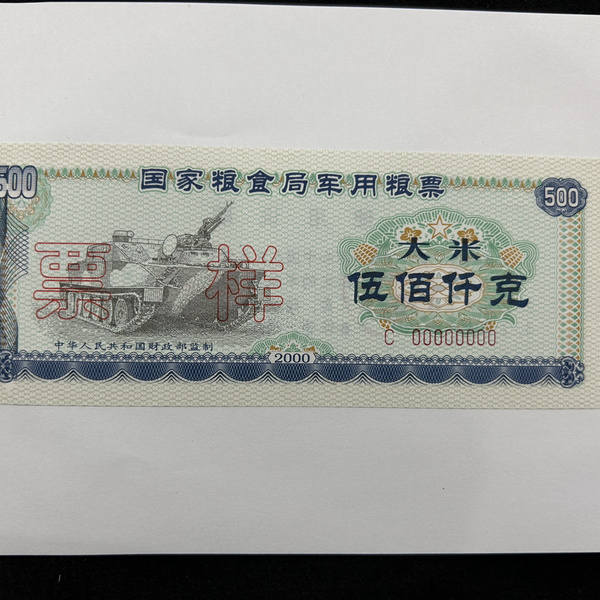 500
国家粮食局军用粮票
500
大米
伍佰仟克
票样
C 00000000
中华人民共和国财政部监制
2000